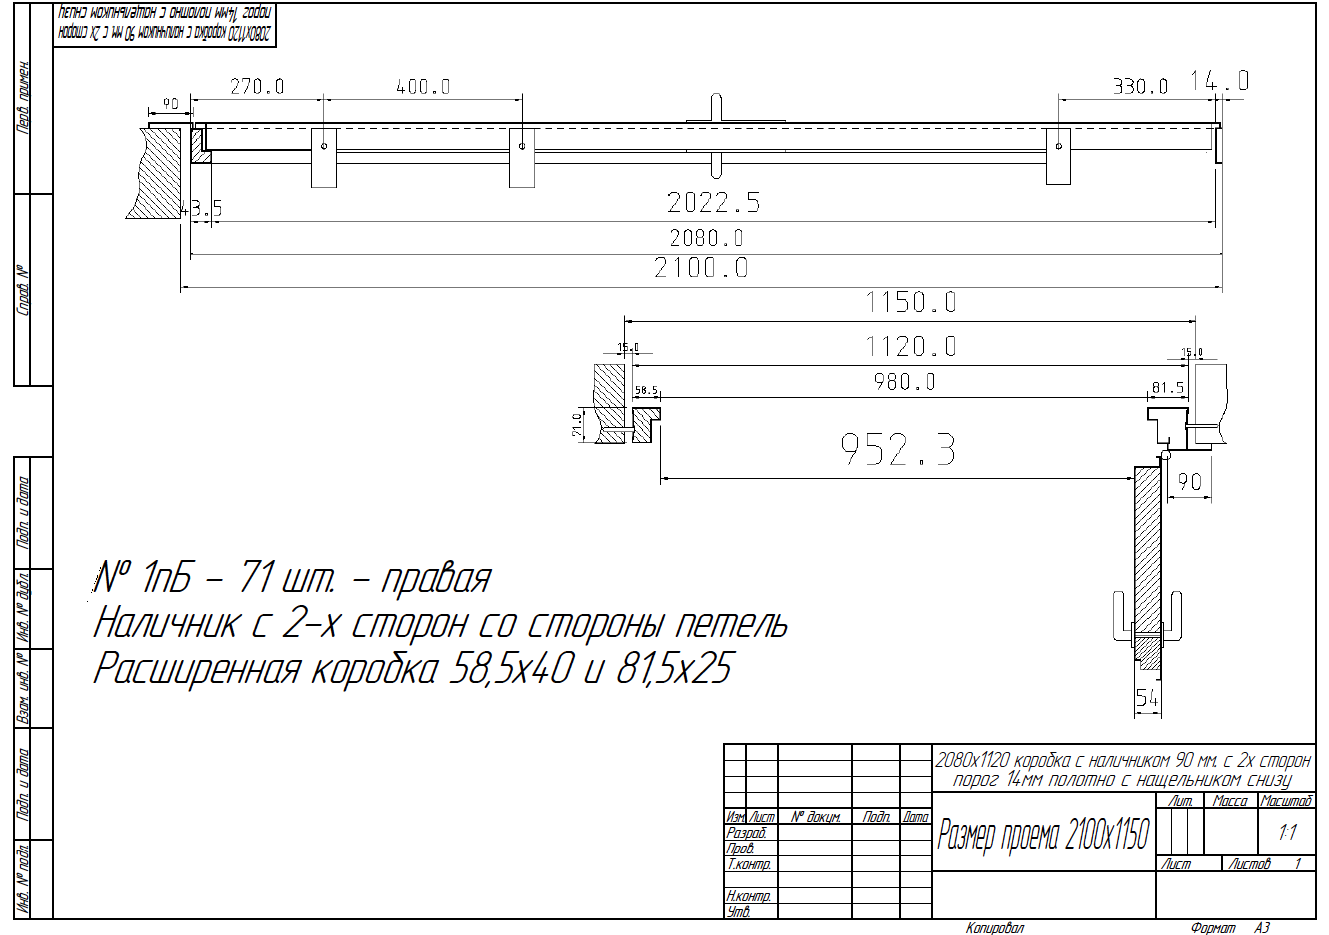 2080х1120 коробка с наличником 90 мм. с 2х сторон
порог 14мм полотно с нащельником снизу
Перв. примен.
Справ. №
Подп. и дата
Инв. № дубл.
Взам. инв. №
Подп. и дата
Инв. № подл.
270.0
400.0
330.0
14.0
90
43.5
2022.5
2080.0
2100.0
1150.0
15.0
1120.0
15.0
58.5
980.0
81.5
71.0
952.3
90
54
№ 1пБ - 71 шт. - правая
Наличник с 2-х сторон со стороны петель
Расширенная коробка 58,5х40 и 81,5х25
2080х1120 коробка с наличником 90 мм. с 2х сторон
порог 14мм полотно с нащельником снизу
Лит. Масса Масштаб
Изм. Лист № докум. Подп. Дата
Разраб.
Пров.
Т.контр.
Н.контр.
Утв.
Размер проема 2100х1150
1:1
Лист Листов 1
Копировал Формат А3